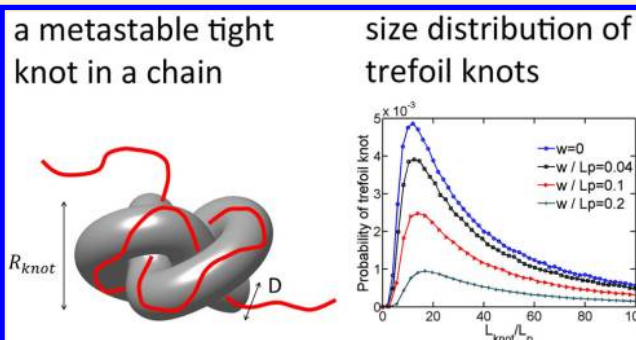 a metastable tight
knot in a chain
R_knot
D
size distribution of
trefoil knots
5 x 10^-3
4
3
2
1
0
0 20 40 60 80 100
Probability of trefoil knot
L_knot/L_p
w=0
w / Lp=0.04
w / Lp=0.1
w / Lp=0.2